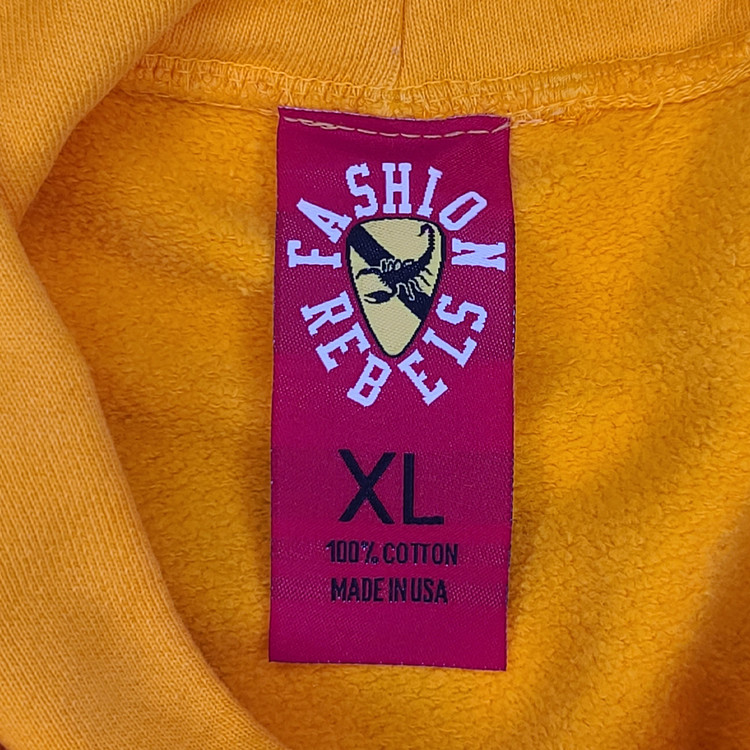 FASHION
REBELS
XL
100% COTTON
MADE IN USA